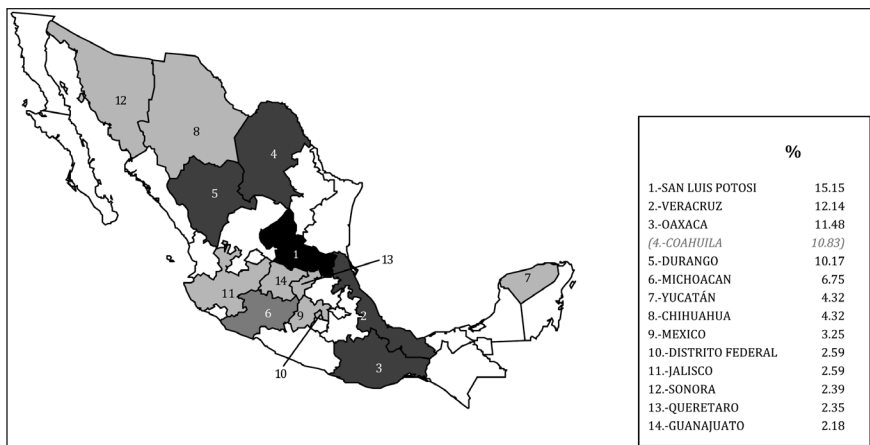 12
8
4
5
1
13
14
11
7
6
9
2
10
3
%
1.-SAN LUIS POTOSI 15.15
2.-VERACRUZ 12.14
3.-OAXACA 11.48
(4.-COAHUILA 10.83)
5.-DURANGO 10.17
6.-MICHOACAN 6.75
7.-YUCATÁN 4.32
8.-CHIHUAHUA 4.32
9.-MEXICO 3.25
10.-DISTRITO FEDERAL 2.59
11.-JALISCO 2.59
12.-SONORA 2.39
13.-QUERETARO 2.35
14.-GUANAJUATO 2.18